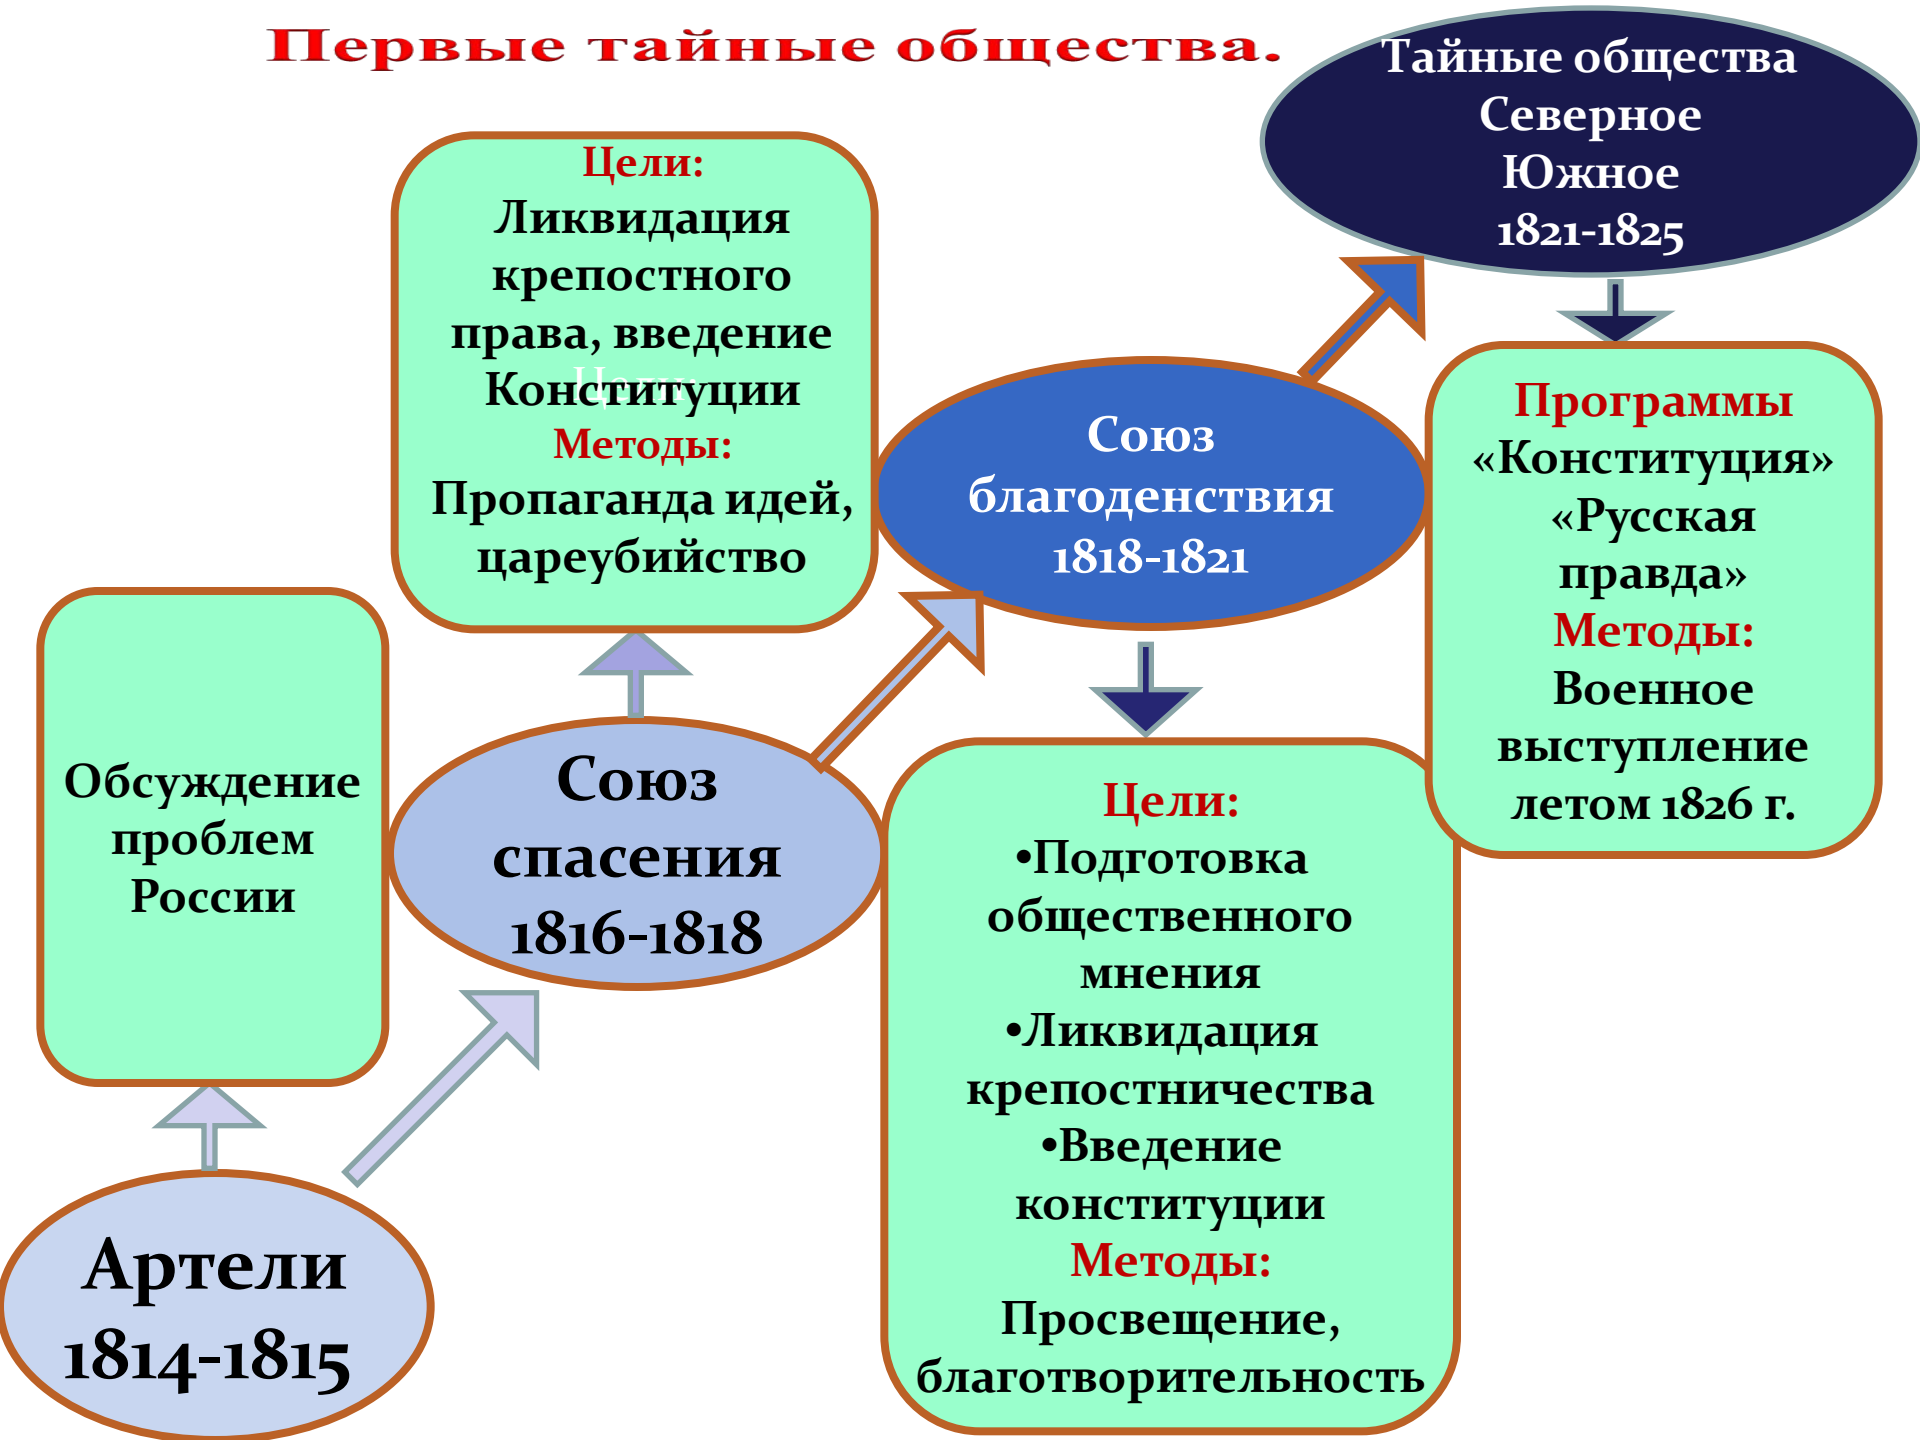 Первые тайные общества.
Тайные общества
Северное
Южное
1821-1825
Цели:
Ликвидация
крепостного
права, введение
Конституции
Цели:
Методы:
Пропаганда идей,
цареубийство
Союз
благоденствия
1818-1821
Программы
«Конституция»
«Русская
правда»
Методы:
Военное
выступление
летом 1826 г.
Обсуждение
проблем
России
Союз
спасения
1816-1818
Цели:
•Подготовка
общественного
мнения
•Ликвидация
крепостничества
•Введение
конституции
Методы:
Просвещение,
благотворительность
Артели
1814-1815